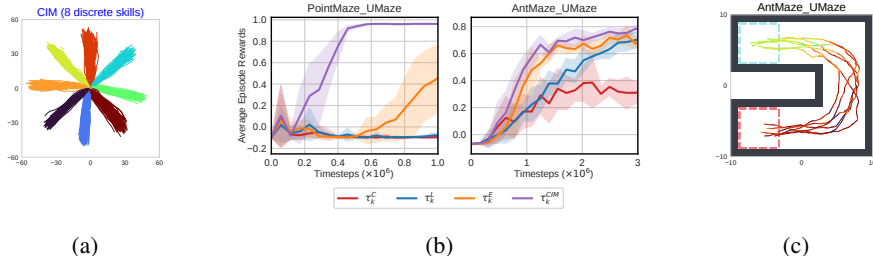 CIM (8 discrete skills)
60
30
0
−30
−60
−60 −30 0 30 60
(a)
PointMaze_UMaze
Average Episode Rewards
1.0
0.8
0.6
0.4
0.2
0.0
−0.2
0.0 0.2 0.4 0.6 0.8 1.0
Timesteps (×10⁶)
AntMaze_UMaze
0.8
0.6
0.4
0.2
0.0
0 1 2 3
Timesteps (×10⁶)
τ_k^C τ_k^L τ_k^E τ_k^CIM
(b)
AntMaze_UMaze
10
0
−10
−10 0 10
(c)